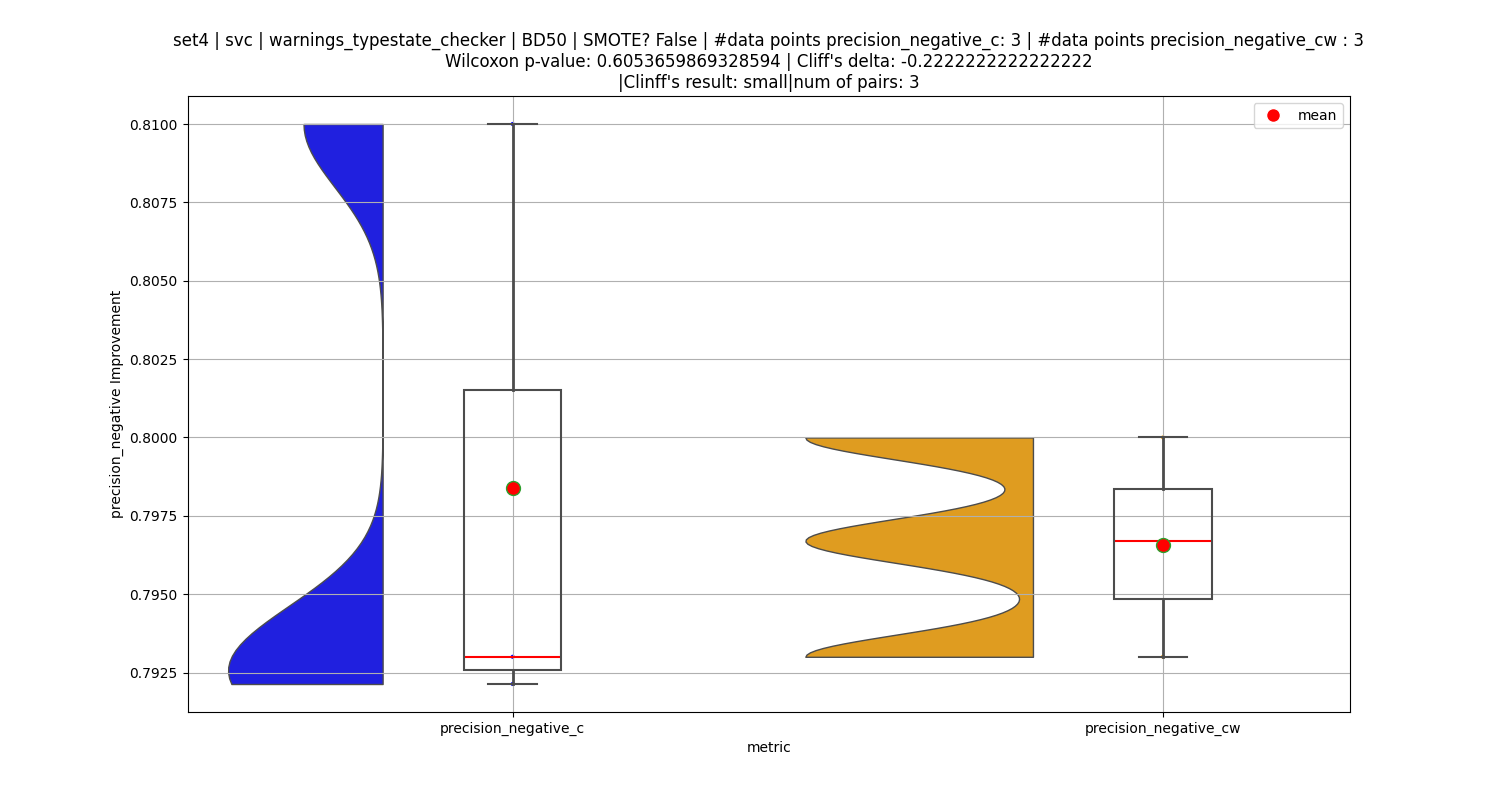 set4 | svc | warnings_typestate_checker | BD50 | SMOTE? False | #data points precision_negative_c: 3 | #data points precision_negative_cw : 3
Wilcoxon p-value: 0.6053659869328594 | Cliff's delta: -0.2222222222222222
|Clinff's result: small|num of pairs: 3
mean
0.8100
0.8075
0.8050
0.8025
0.8000
0.7975
0.7950
0.7925
precision_negative Improvement
precision_negative_c
precision_negative_cw
metric